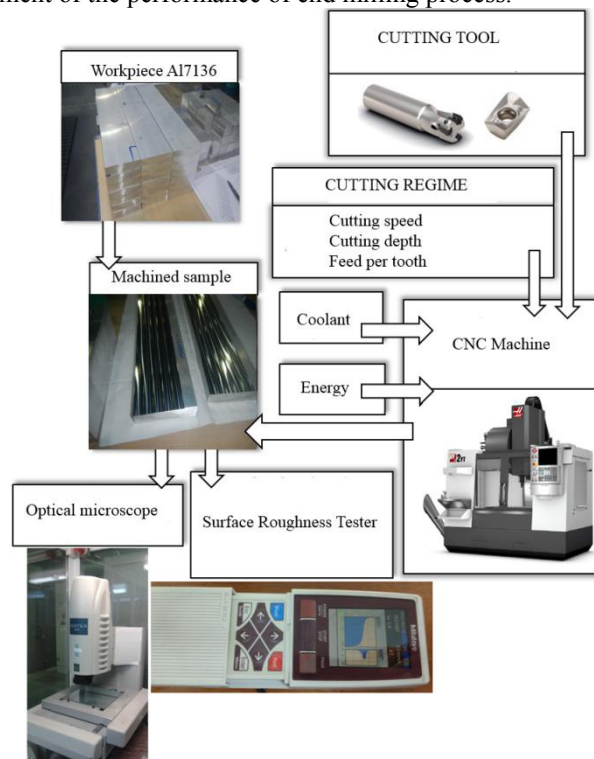 ment of the performance of end milling process.
CUTTING TOOL
Workpiece Al7136
CUTTING REGIME
Cutting speed
Cutting depth
Feed per tooth
Machined sample
Coolant
CNC Machine
Energy
Optical microscope
Surface Roughness Tester
Mitutoyo